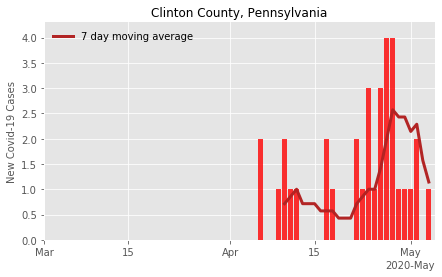 Clinton County, Pennsylvania
7 day moving average
New Covid-19 Cases
4.0
3.5
3.0
2.5
2.0
1.5
1.0
0.5
0.0
Mar 15 Apr 15 May
2020-May